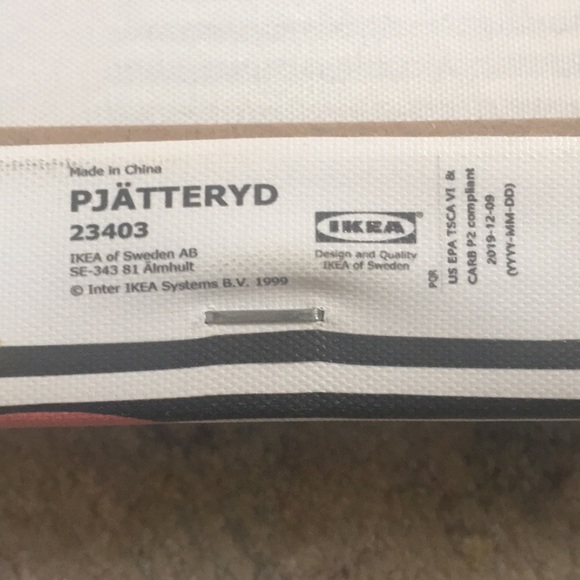 Made in China
PJÄTTERYD
23403
IKEA of Sweden AB
SE-343 81 Älmhult
© Inter IKEA Systems B.V. 1999
IKEA®
Design and Quality
IKEA of Sweden
PQR
US EPA TSCA VI &
CARB P2 compliant
2019-12-09
(YYYY-MM-DD)